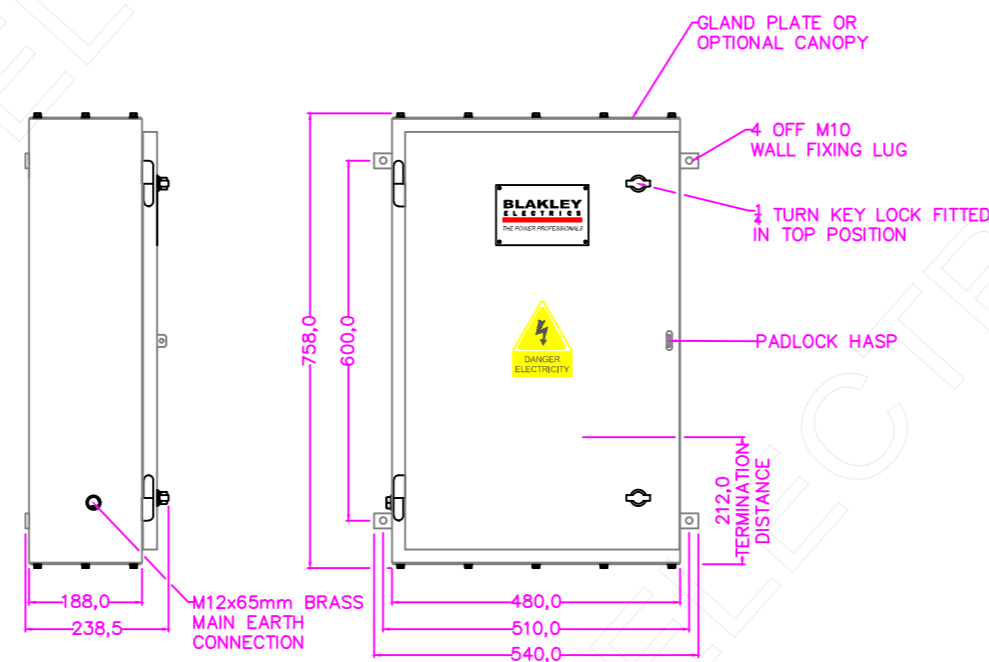 GLAND PLATE OR
OPTIONAL CANOPY
4 OFF M10
WALL FIXING LUG
BLAKLEY
ELECTRICS
THE POWER PROFESSIONALS
1/4 TURN KEY LOCK FITTED
IN TOP POSITION
758,0
600,0
PADLOCK HASP
DANGER
ELECTRICITY
212,0
TERMINATION
DISTANCE
188,0
238,5
M12x65mm BRASS
MAIN EARTH
CONNECTION
480,0
510,0
540,0
EL
ELECTR